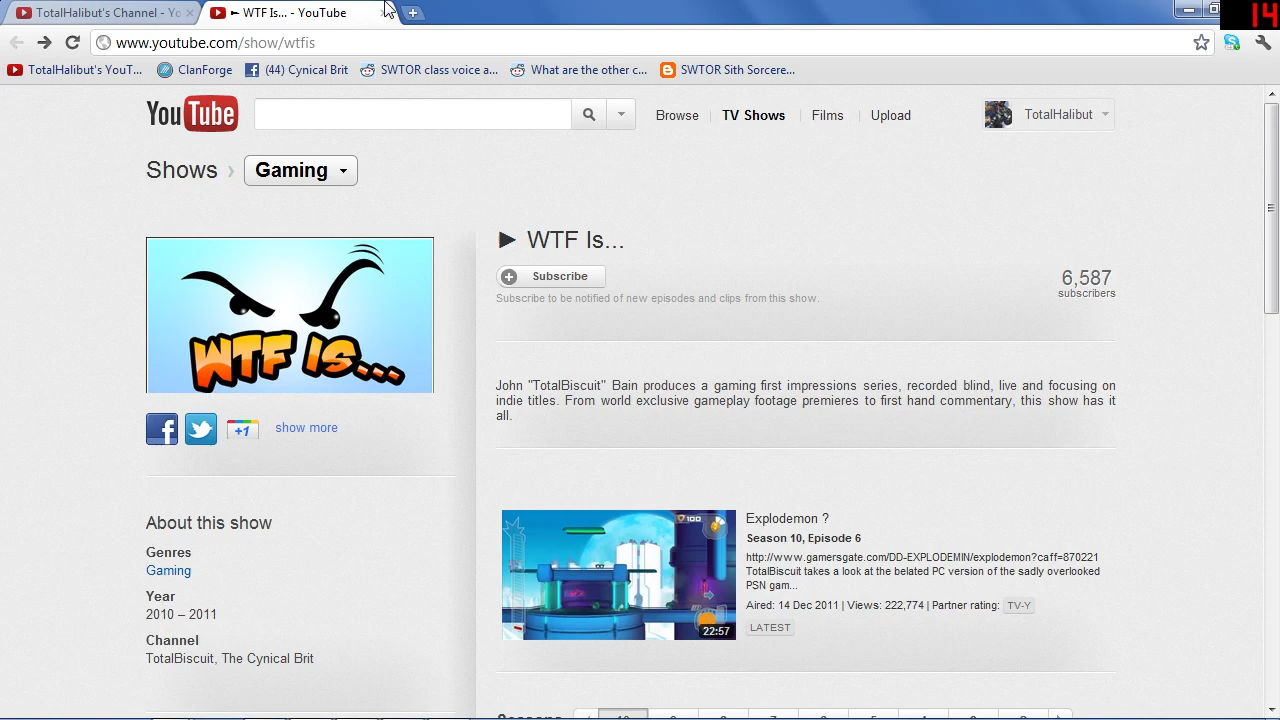 TotalHalibut's Channel - Yo
► WTF Is... - YouTube
14
www.youtube.com/show/wtfis
TotalHalibut's YouT...
ClanForge
(44) Cynical Brit
SWTOR class voice a...
What are the other c...
SWTOR Sith Sorcere...
YouTube
Browse
TV Shows
Films
Upload
TotalHalibut
Shows › Gaming
WTF IS...
+1
show more
About this show
Genres
Gaming
Year
2010 – 2011
Channel
TotalBiscuit, The Cynical Brit
► WTF Is...
Subscribe
Subscribe to be notified of new episodes and clips from this show.
6,587
subscribers
John "TotalBiscuit" Bain produces a gaming first impressions series, recorded blind, live and focusing on
indie titles. From world exclusive gameplay footage premieres to first hand commentary, this show has it
all.
100
22:57
Explodemon ?
Season 10, Episode 6
http://www.gamersgate.com/DD-EXPLODEMIN/explodemon?caff=870221
TotalBiscuit takes a look at the belated PC version of the sadly overlooked
PSN gam...
Aired: 14 Dec 2011 | Views: 222,774 | Partner rating: TV-Y
LATEST